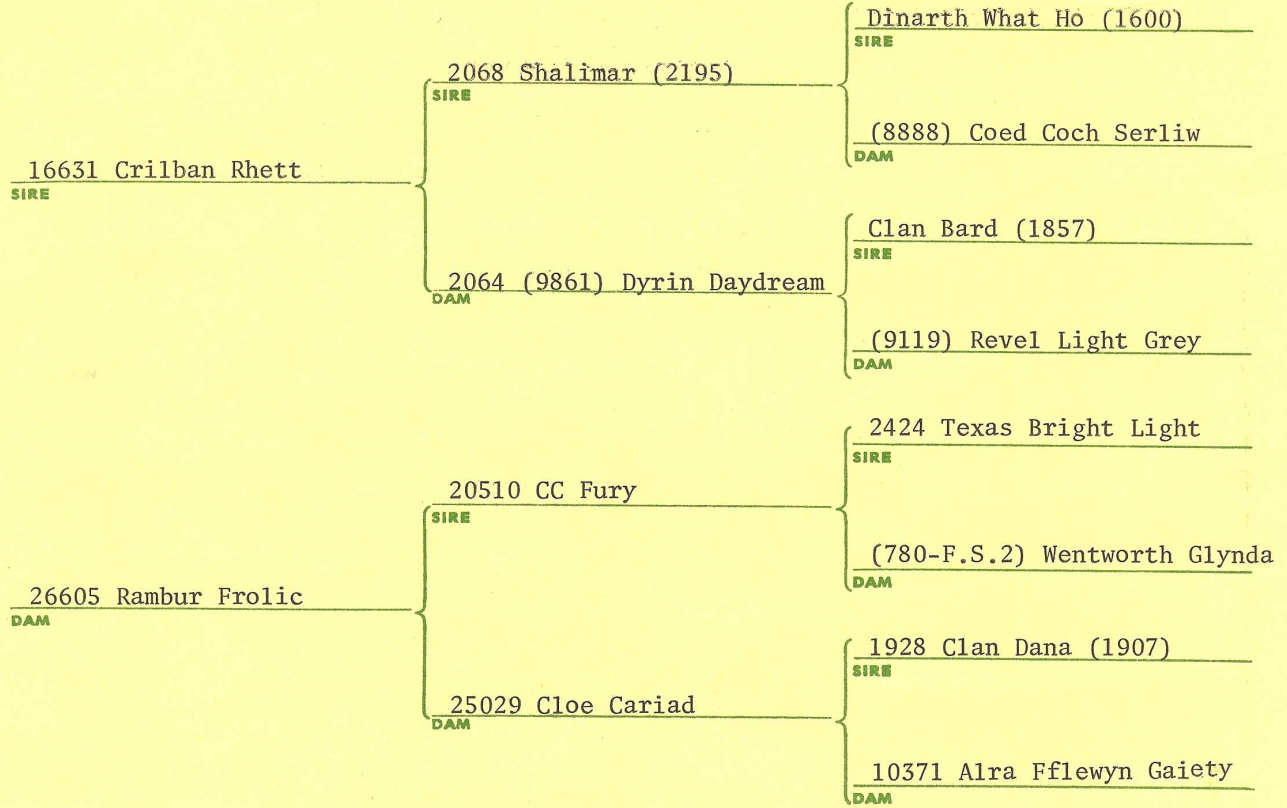 Dinarth What Ho (1600)
SIRE
2068 Shalimar (2195)
SIRE
(8888) Coed Coch Serliw
DAM
16631 Crilban Rhett
SIRE
Clan Bard (1857)
SIRE
2064 (9861) Dyrin Daydream
DAM
(9119) Revel Light Grey
DAM
2424 Texas Bright Light
SIRE
20510 CC Fury
SIRE
(780-F.S.2) Wentworth Glynda
DAM
26605 Rambur Frolic
DAM
1928 Clan Dana (1907)
SIRE
25029 Cloe Cariad
DAM
10371 Alra Fflewyn Gaiety
DAM